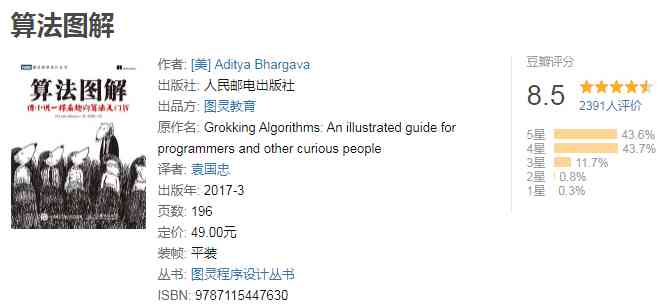 算法图解
算法图解
像小说一样有趣的算法入门书
作者: [美] Aditya Bhargava
出版社: 人民邮电出版社
出品方: 图灵教育
原作名: Grokking Algorithms: An illustrated guide for
programmers and other curious people
译者: 袁国忠
出版年: 2017-3
页数: 196
定价: 49.00元
装帧: 平装
丛书: 图灵程序设计丛书
ISBN: 9787115447630
豆瓣评分
8.5
2391人评价
5星 43.6%
4星 43.7%
3星 11.7%
2星 0.8%
1星 0.3%